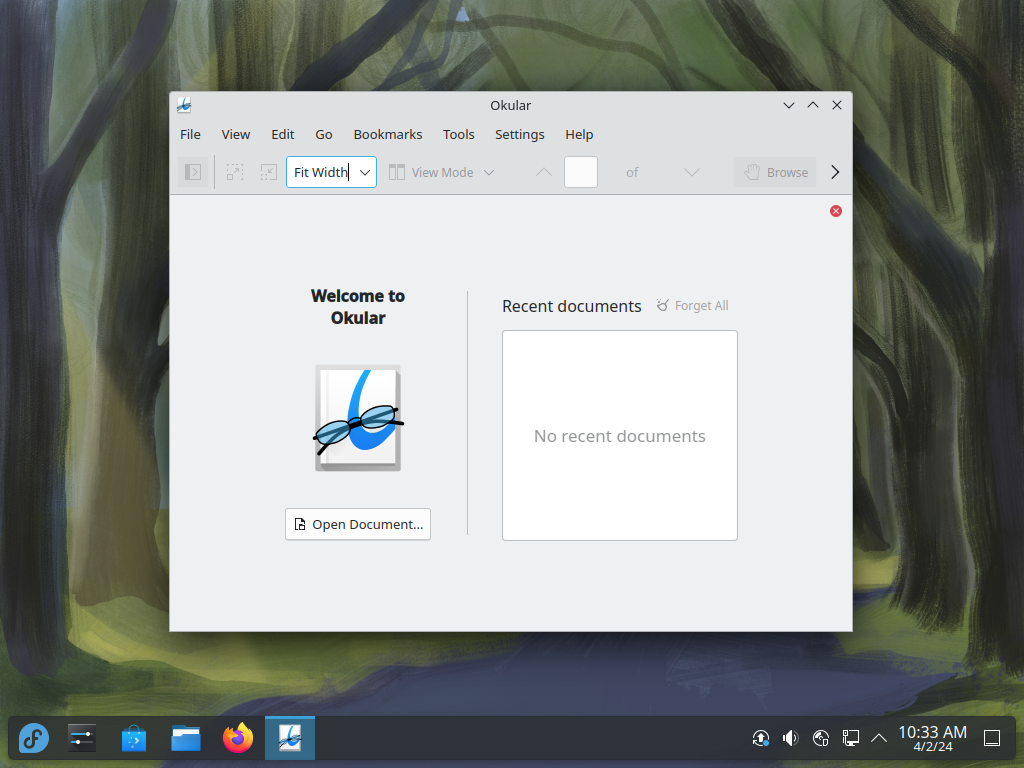 Okular
File View Edit Go Bookmarks Tools Settings Help
Fit Width View Mode of Browse
Welcome to
Okular
Recent documents Forget All
No recent documents
Open Document...
10:33 AM
4/2/24